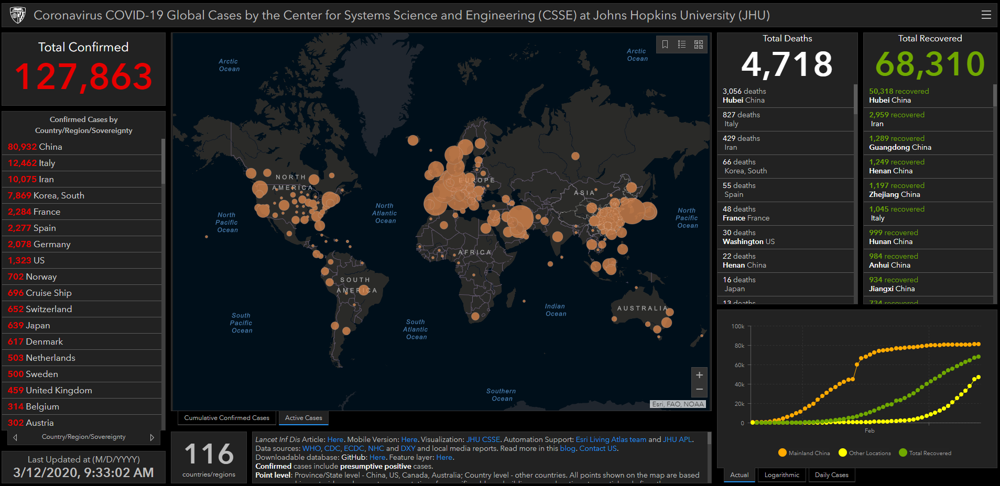 Coronavirus COVID-19 Global Cases by the Center for Systems Science and Engineering (CSSE) at Johns Hopkins University (JHU)
Total Confirmed
127,863
Confirmed Cases by
Country/Region/Sovereignty
80,932 China
12,462 Italy
10,075 Iran
7,869 Korea, South
2,284 France
2,277 Spain
2,078 Germany
1,323 US
702 Norway
696 Cruise Ship
652 Switzerland
639 Japan
617 Denmark
503 Netherlands
500 Sweden
459 United Kingdom
314 Belgium
302 Austria
Country/Region/Sovereignty
Last Updated at (M/D/YYYY)
3/12/2020, 9:33:02 AM
Arctic
Ocean
Arctic
Ocean
NORTH
AMERICA
EUROPE
ASIA
North
Pacific
Ocean
North
Atlantic
Ocean
North
Pacific
Ocean
AFRICA
SOUTH
AMERICA
AUSTRALIA
Indian
Ocean
South
Pacific
Ocean
South
Atlantic
Ocean
Southern
Ocean
+
−
Esri, FAO, NOAA
Cumulative Confirmed Cases
Active Cases
116
countries/regions
Lancet Inf Dis Article: Here. Mobile Version: Here. Visualization: JHU CSSE. Automation Support: Esri Living Atlas team and JHU APL.
Data sources: WHO, CDC, ECDC, NHC and DXY and local media reports. Read more in this blog. Contact US.
Downloadable database: GitHub: Here. Feature layer: Here.
Confirmed cases include presumptive positive cases.
Point level: Province/State level - China, US, Canada, Australia; Country level - other countries. All points shown on the map are based
Total Deaths
4,718
3,056 deaths
Hubei China
827 deaths
Italy
429 deaths
Iran
66 deaths
Korea, South
55 deaths
Spain
48 deaths
France France
30 deaths
Washington US
22 deaths
Henan China
16 deaths
Japan
13 deaths
Total Recovered
68,310
50,318 recovered
Hubei China
2,959 recovered
Iran
1,289 recovered
Guangdong China
1,249 recovered
Henan China
1,197 recovered
Zhejiang China
1,045 recovered
Italy
999 recovered
Hunan China
984 recovered
Anhui China
934 recovered
Jiangxi China
734 recovered
100k
80k
60k
40k
20k
0
Feb
Mainland China
Other Locations
Total Recovered
Actual
Logarithmic
Daily Cases